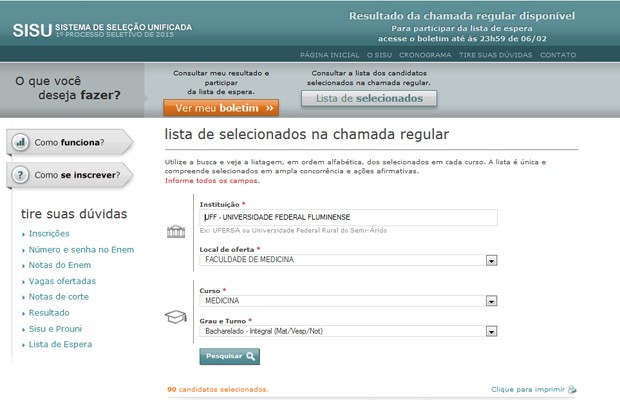 SISU SISTEMA DE SELEÇÃO UNIFICADA
1º PROCESSO SELETIVO DE 2015
Resultado da chamada regular disponível
Para participar da lista de espera
acesse o boletim até às 23h59 de 06/02
PÁGINA INICIAL O SISU CRONOGRAMA TIRE SUAS DÚVIDAS CONTATO
O que você
deseja fazer?
Consultar meu resultado e
participar
da lista de espera.
Ver meu boletim »
Consultar a lista dos candidatos
selecionados na chamada regular.
Lista de selecionados
Como funciona?
Como se inscrever?
tire suas dúvidas
Inscrições
Número e senha no Enem
Notas do Enem
Vagas ofertadas
Notas de corte
Resultado
Sisu e Prouni
Lista de Espera
lista de selecionados na chamada regular
Utilize a busca e veja a listagem, em ordem alfabética, dos selecionados em cada curso. A lista é única e
compreende selecionados em ampla concorrência e ações afirmativas.
Informe todos os campos.
Instituição *
UFF - UNIVERSIDADE FEDERAL FLUMINENSE
Ex: UFERSA ou Universidade Federal Rural do Semi-Árido
Local de oferta *
FACULDADE DE MEDICINA
Curso *
MEDICINA
Grau e Turno *
Bacharelado - Integral (Mat/Vesp/Not)
Pesquisar
90 candidatos selecionados.
Clique para imprimir